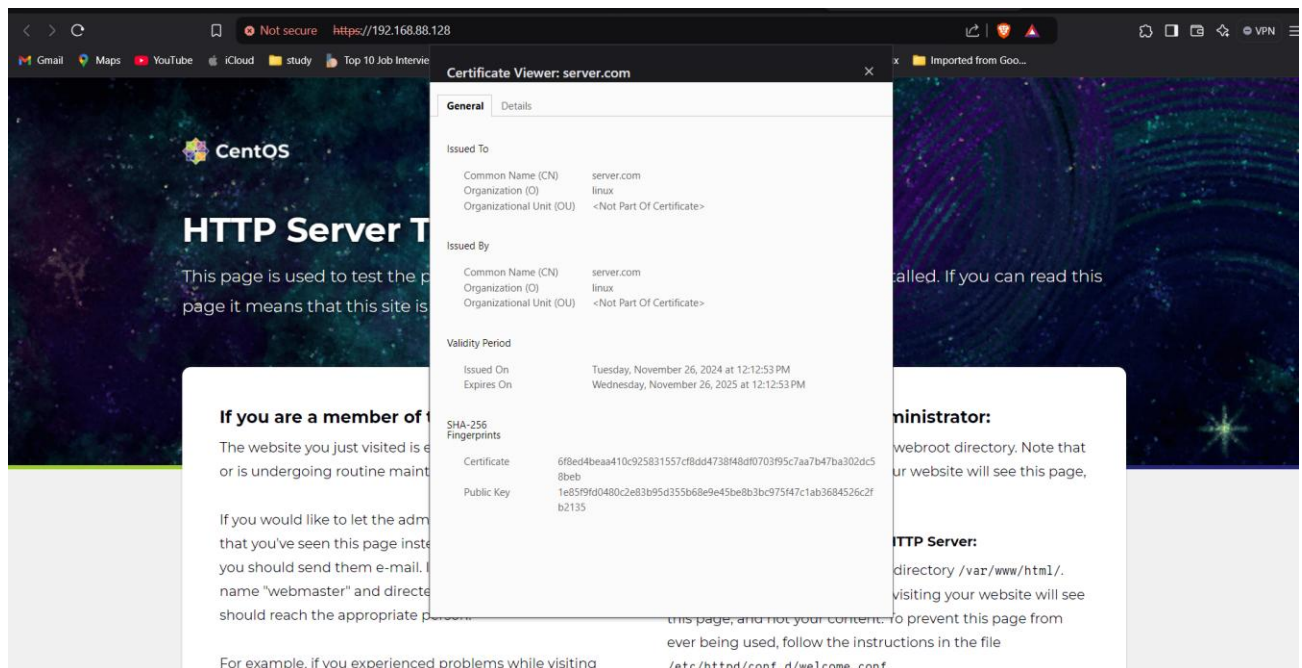 Not secure https://192.168.88.128
VPN
Gmail Maps YouTube iCloud study Top 10 Job Intervie
Imported from Goo...
Certificate Viewer: server.com
General Details
Issued To
Common Name (CN) server.com
Organization (O) linux
Organizational Unit (OU) <Not Part Of Certificate>
Issued By
Common Name (CN) server.com
Organization (O) linux
Organizational Unit (OU) <Not Part Of Certificate>
Validity Period
Issued On Tuesday, November 26, 2024 at 12:12:53 PM
Expires On Wednesday, November 26, 2025 at 12:12:53 PM
SHA-256
Fingerprints
Certificate 6f8ed4beaa410c925831557cf8dd4738f48df0703f95c7aa7b47ba302dc5
8beb
Public Key 1e85f9fd0480c2e83b95d355b68e9e45be8b3bc975f47c1ab3684526c2f
b2135
CentOS
HTTP Server T
This page is used to test the p
alled. If you can read this
page it means that this site is
If you are a member of t
The website you just visited is e
or is undergoing routine maint
If you would like to let the adm
that you've seen this page inste
you should send them e-mail. I
name "webmaster" and directe
should reach the appropriate person.
For example, if you experienced problems while visiting
ministrator:
webroot directory. Note that
ur website will see this page,
HTTP Server:
directory /var/www/html/.
visiting your website will see
this page, and not your content. To prevent this page from
ever being used, follow the instructions in the file
/etc/httpd/conf.d/welcome.conf